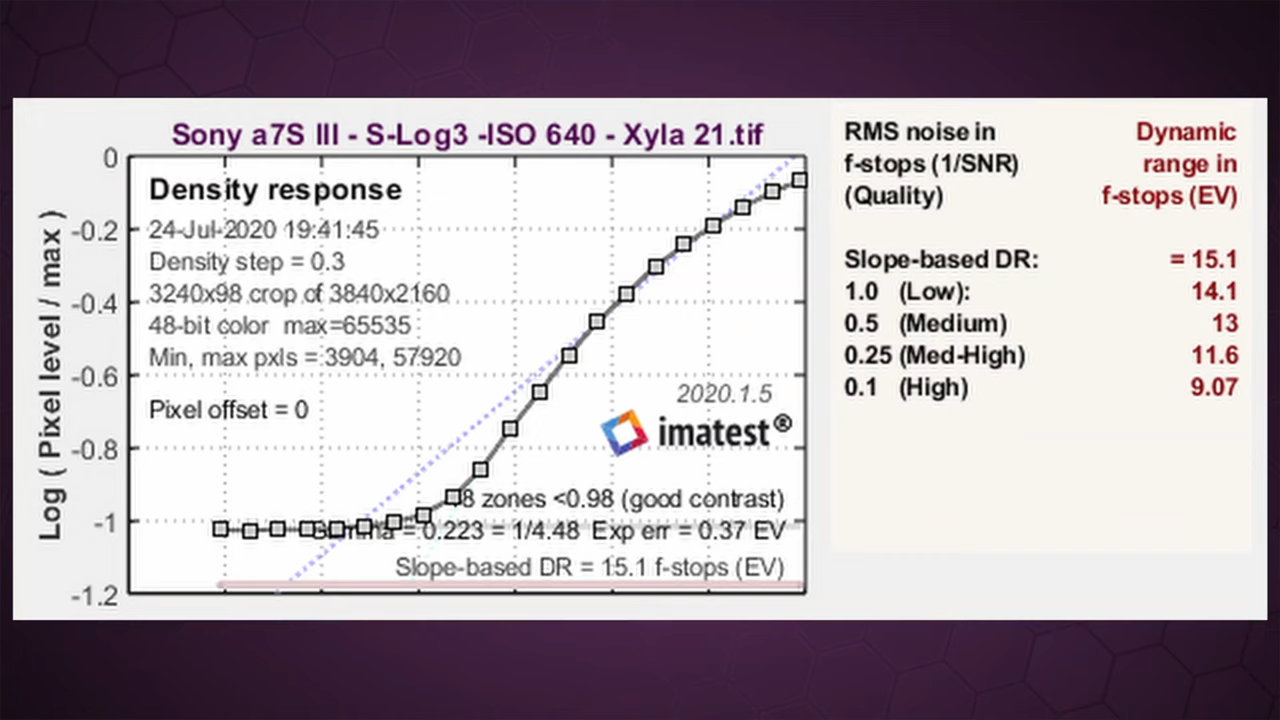 Sony a7S III - S-Log3 -ISO 640 - Xyla 21.tif
Log ( Pixel level / max )
0
-0.2
-0.4
-0.6
-0.8
-1
-1.2
Density response
24-Jul-2020 19:41:45
Density step = 0.3
3240x98 crop of 3840x2160
48-bit color max=65535
Min, max pxls = 3904, 57920
Pixel offset = 0
2020.1.5
imatest®
8 zones <0.98 (good contrast)
= 0.223 = 1/4.48 Exp err = 0.37 EV
Slope-based DR = 15.1 f-stops (EV)
RMS noise in Dynamic
f-stops (1/SNR) range in
(Quality) f-stops (EV)
Slope-based DR: = 15.1
1.0 (Low): 14.1
0.5 (Medium) 13
0.25 (Med-High) 11.6
0.1 (High) 9.07